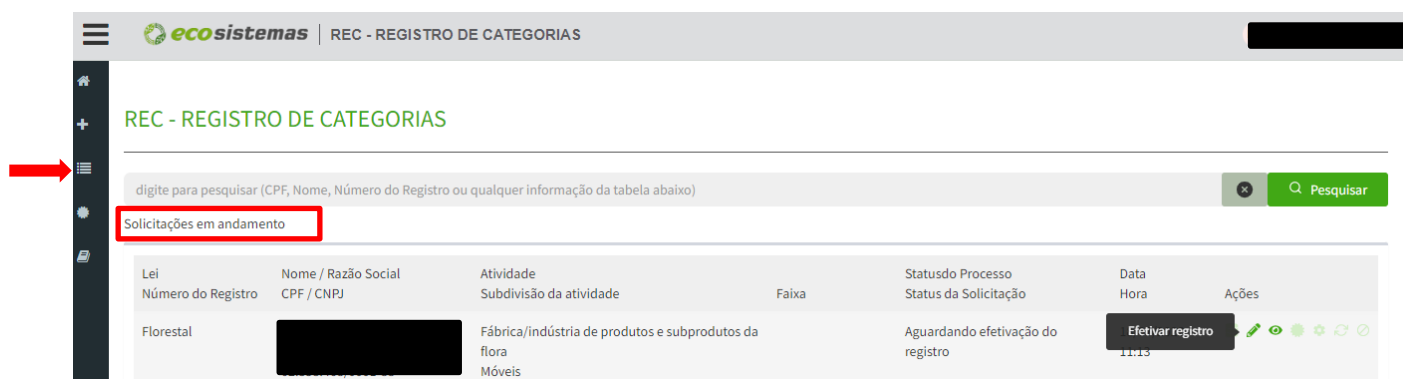 ecosistemas | REC - REGISTRO DE CATEGORIAS
REC - REGISTRO DE CATEGORIAS
digite para pesquisar (CPF, Nome, Número do Registro ou qualquer informação da tabela abaixo)
Pesquisar
Solicitações em andamento
Lei Nome / Razão Social Atividade Statusdo Processo Data
Número do Registro CPF / CNPJ Subdivisão da atividade Faixa Status da Solicitação Hora Ações
Florestal Fábrica/indústria de produtos e subprodutos da Aguardando efetivação do Efetivar registro
flora registro 11:13
Móveis